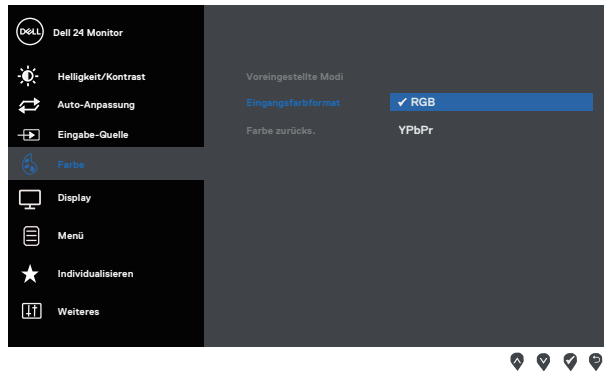 DELL Dell 24 Monitor
Helligkeit/Kontrast
Auto-Anpassung
Eingabe-Quelle
Farbe
Display
Menü
Individualisieren
Weiteres
Voreingestellte Modi
Eingangsfarbformat
Farbe zurücks.
✔ RGB
YPbPr